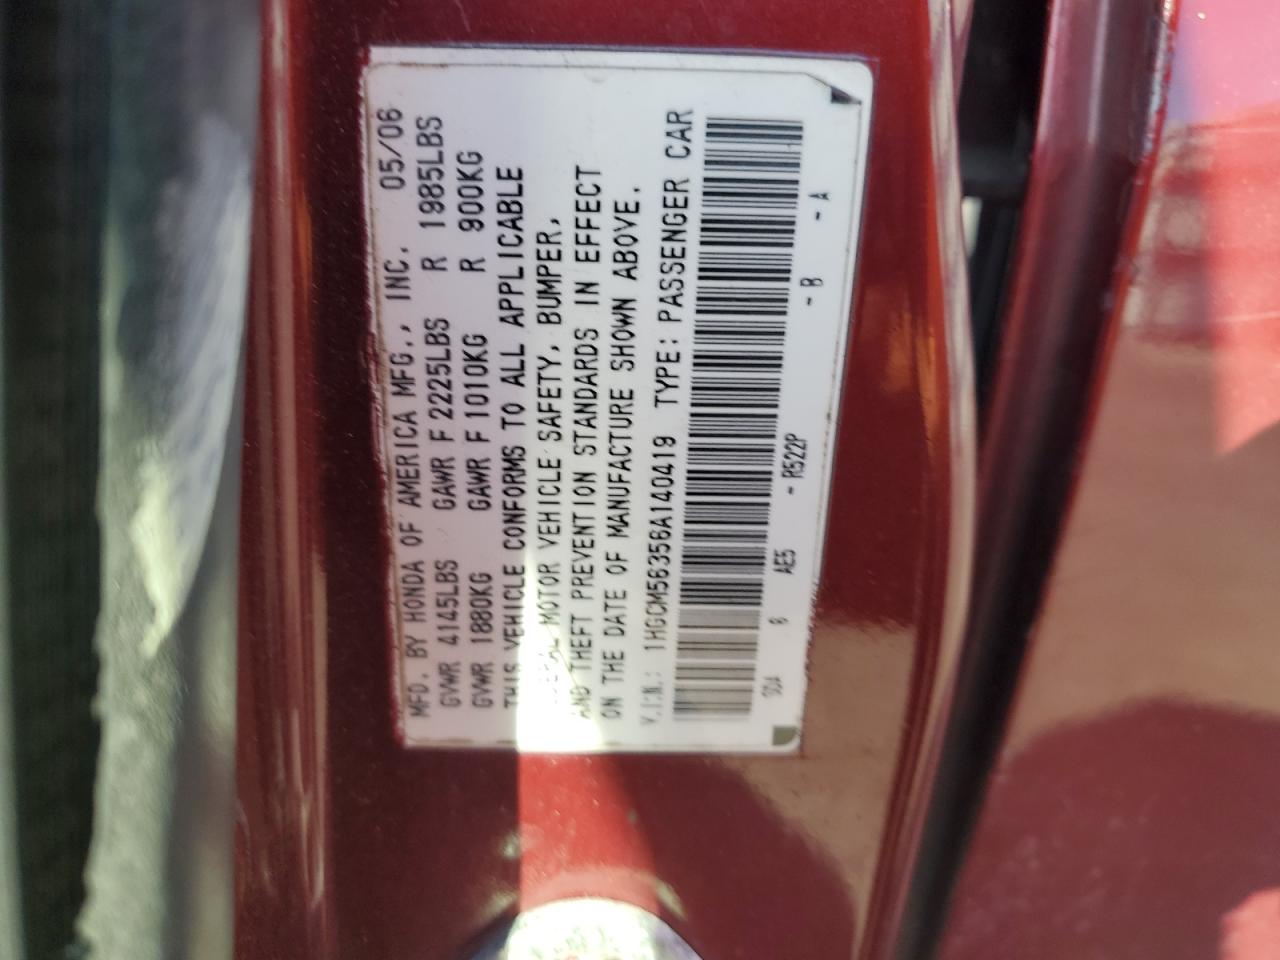 MFD. BY HONDA OF AMERICA MFG., INC. 05/06
GVWR 4145LBS GAWR F 2225LBS R 1985LBS
GVWR 1880KG GAWR F 1010KG R 900KG
THIS VEHICLE CONFORMS TO ALL APPLICABLE
MOTOR VEHICLE SAFETY, BUMPER,
AND THEFT PREVENTION STANDARDS IN EFFECT
ON THE DATE OF MANUFACTURE SHOWN ABOVE.
V.I.N.: 1HGCM56356A140419 TYPE: PASSENGER CAR
SDA 6 AE5 - R522P - B - A